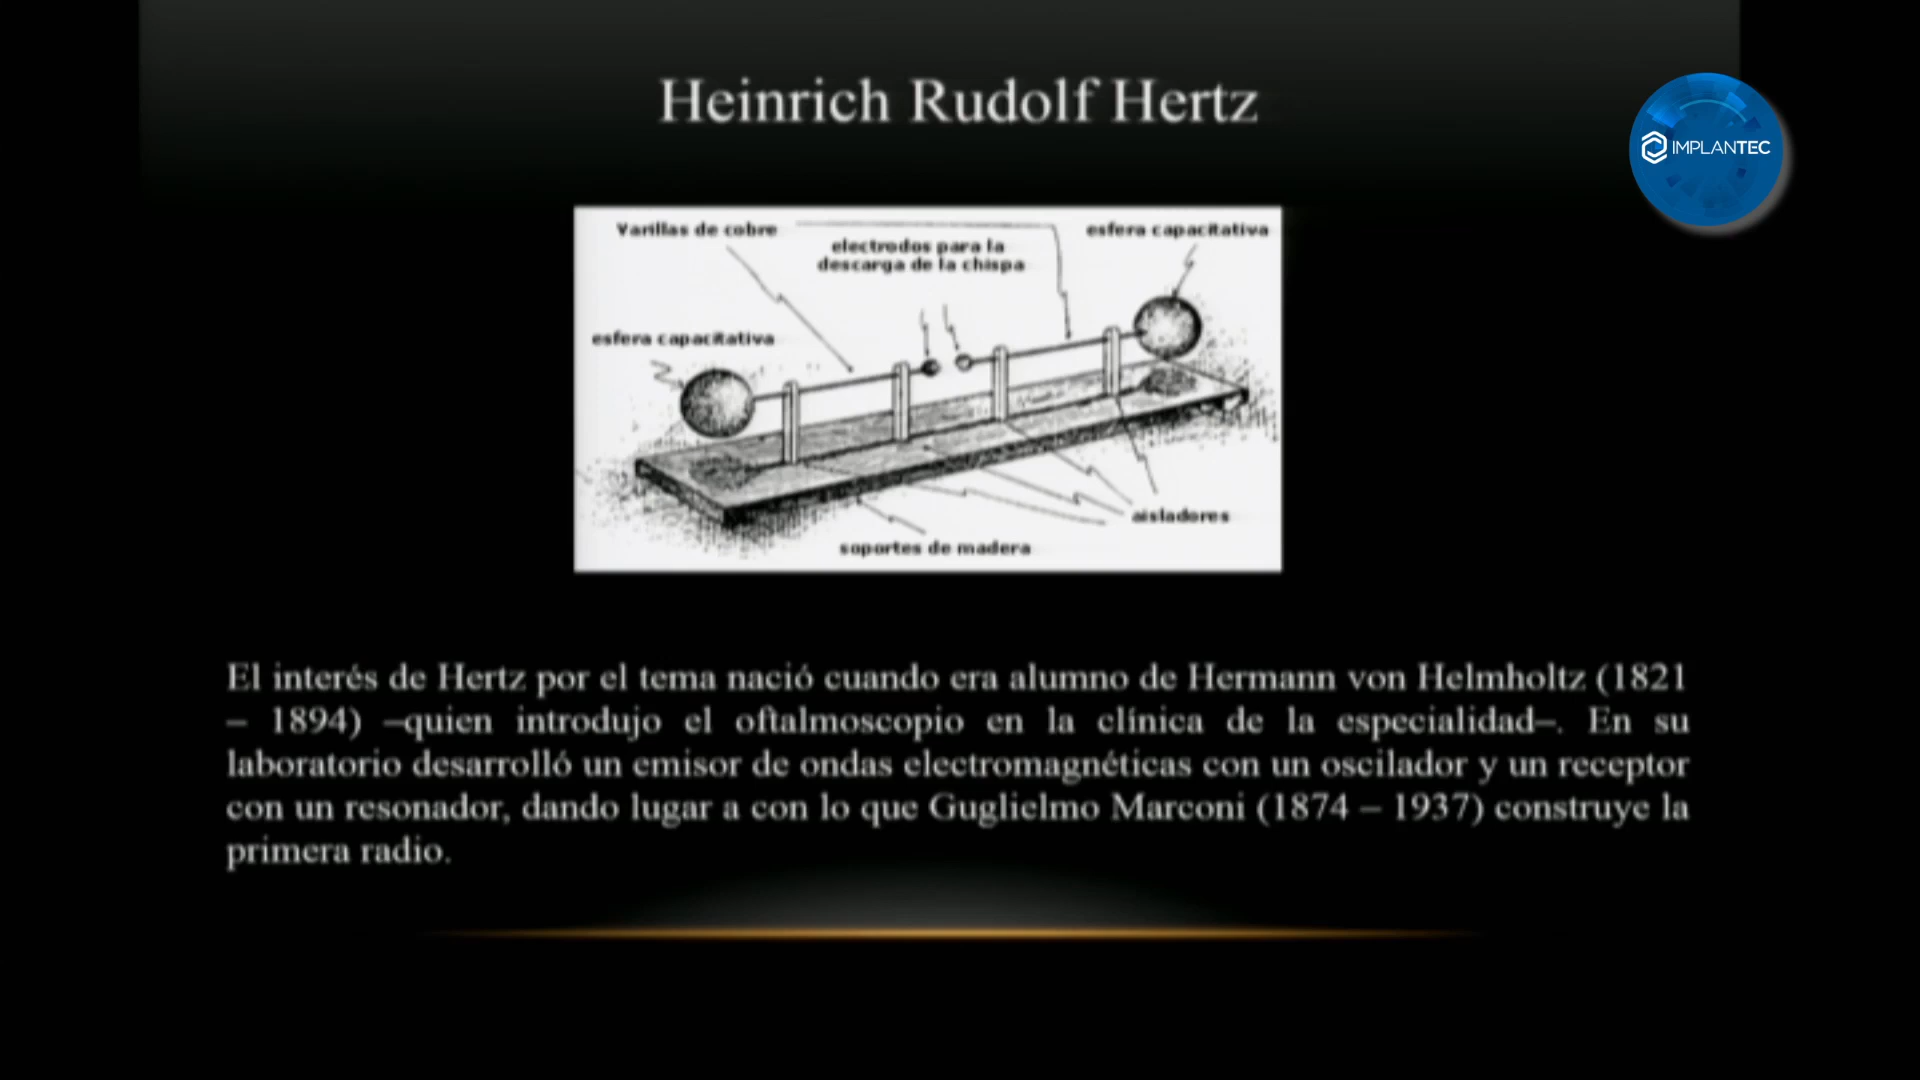 Heinrich Rudolf Hertz
IMPLANTEC
Varillas de cobre
esfera capacitativa
electrodos para la
descarga de la chispa
esfera capacitativa
aisladores
soportes de madera
El interés de Hertz por el tema nació cuando era alumno de Hermann von Helmholtz (1821
– 1894) –quien introdujo el oftalmoscopio en la clínica de la especialidad–. En su
laboratorio desarrolló un emisor de ondas electromagnéticas con un oscilador y un receptor
con un resonador, dando lugar a con lo que Guglielmo Marconi (1874 – 1937) construye la
primera radio.